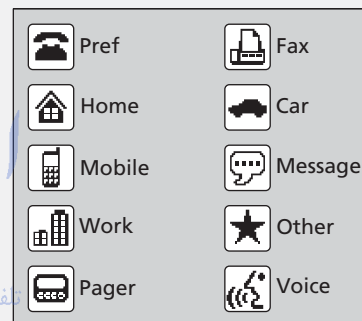 Pref
Fax
Home
Car
Mobile
Message
Work
Other
Pager
Voice